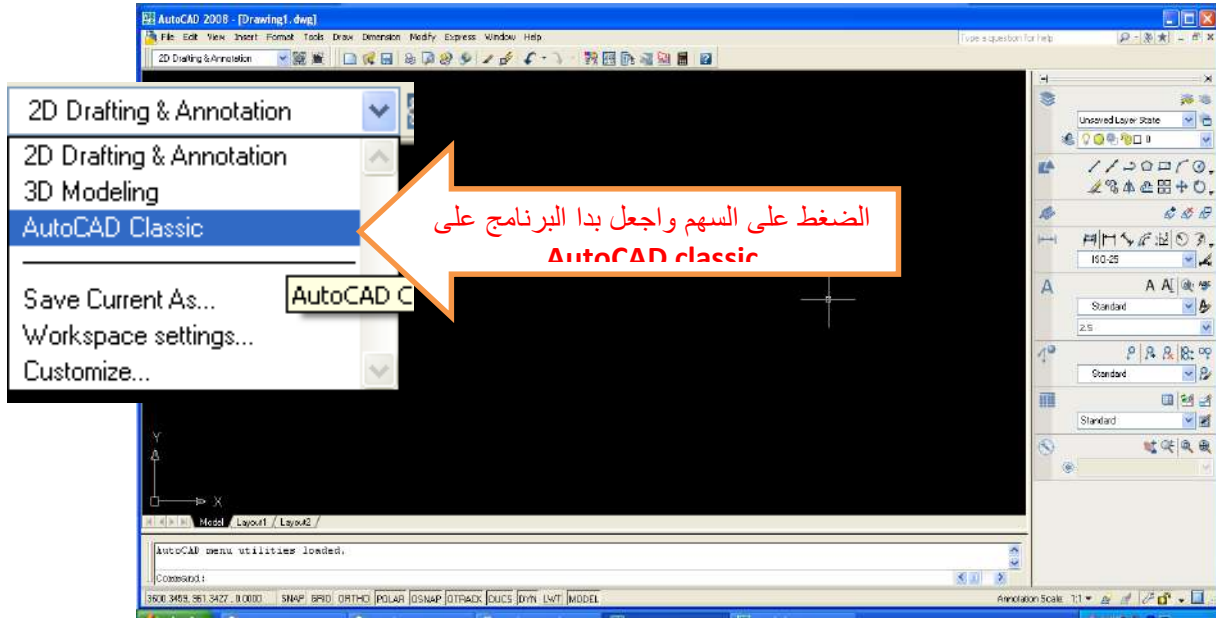 AutoCAD 2008 - [Drawing1.dwg]
File Edit View Insert Format Tools Draw Dimension Modify Express Window Help
Type a question for help
2D Drafting & Annotation
2D Drafting & Annotation
2D Drafting & Annotation
3D Modeling
AutoCAD Classic
Save Current As...
Workspace settings...
Customize...
AutoCAD C
الضغط على السهم واجعل بدا البرنامج على
AutoCAD classic
Unsaved Layer State
0
ISO-25
Standard
2.5
Standard
Standard
Y
X
Model Layout1 Layout2
AutoCAD menu utilities loaded.
Command:
SNAP GRID ORTHO POLAR OSNAP OTRACK DUCS DYN LWT MODEL
Annotation Scale: 1:1